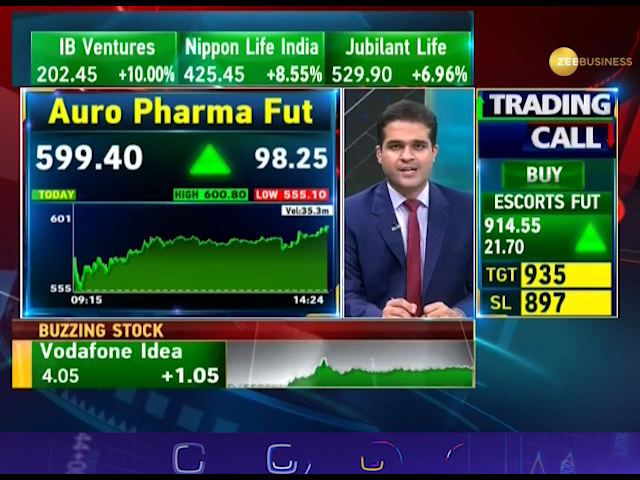 IB Ventures
202.45 +10.00%
Nippon Life India
425.45 +8.55%
Jubilant Life
529.90 +6.96%
ZEEBUSINESS
Auro Pharma Fut
599.40 98.25
TODAY HIGH 600.80 LOW 555.10
Vol:35.3m
601
555
09:15 14:24
TRADING
CALL
BUY
ESCORTS FUT
914.55
21.70
TGT 935
SL 897
BUZZING STOCK
Vodafone Idea
4.05 +1.05